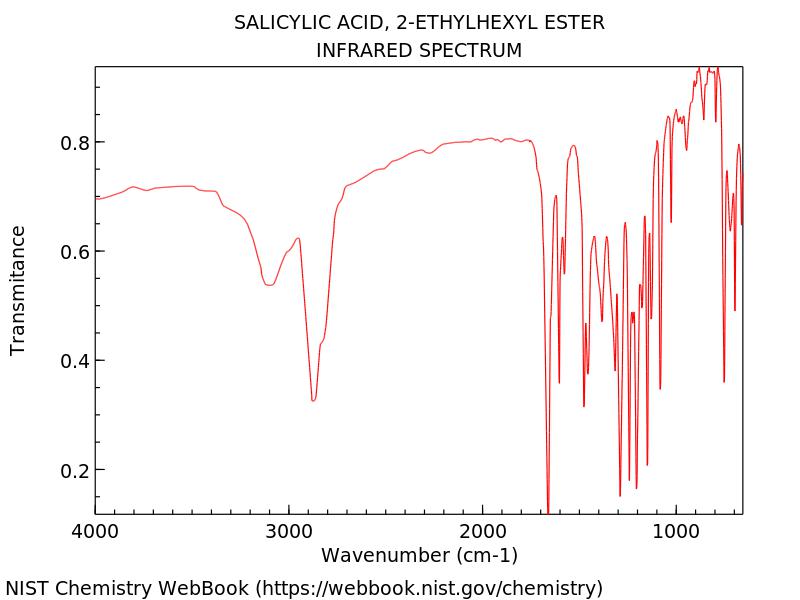 SALICYLIC ACID, 2-ETHYLHEXYL ESTER
INFRARED SPECTRUM
Transmitance
0.8
0.6
0.4
0.2
4000 3000 2000 1000
Wavenumber (cm-1)
NIST Chemistry WebBook (https://webbook.nist.gov/chemistry)